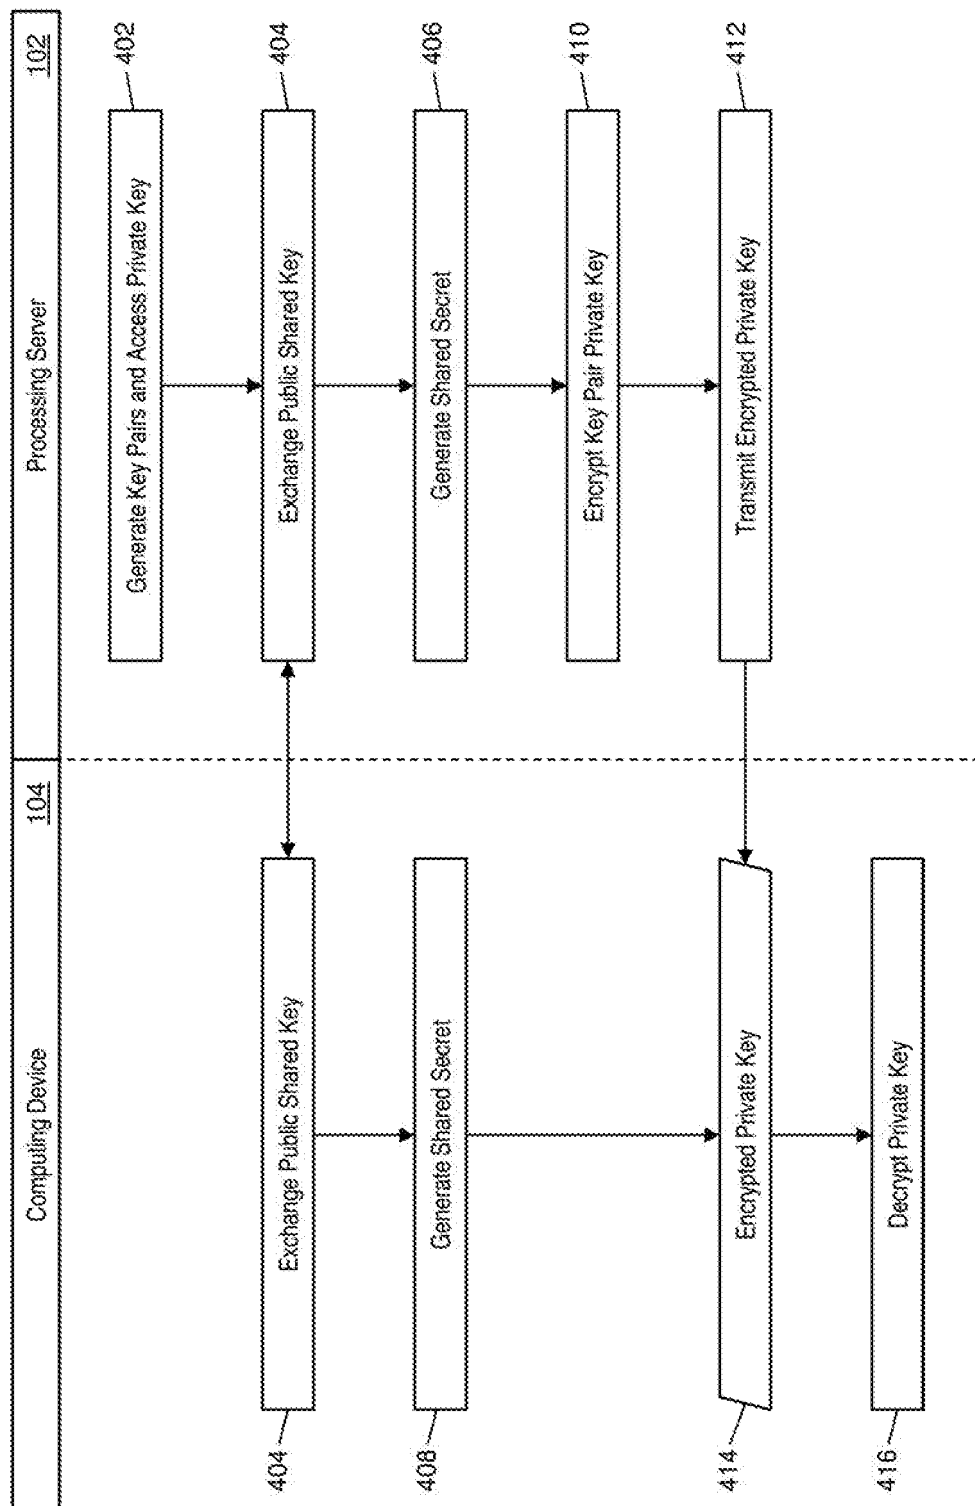 Computing Device
104
Processing Server
102
Generate Key Pairs and Access Private Key
402
404
Exchange Public Shared Key
Exchange Public Shared Key
404
408
Generate Shared Secret
Generate Shared Secret
406
Encrypt Key Pair Private Key
410
414
Encrypted Private Key
Transmit Encrypted Private Key
412
416
Decrypt Private Key